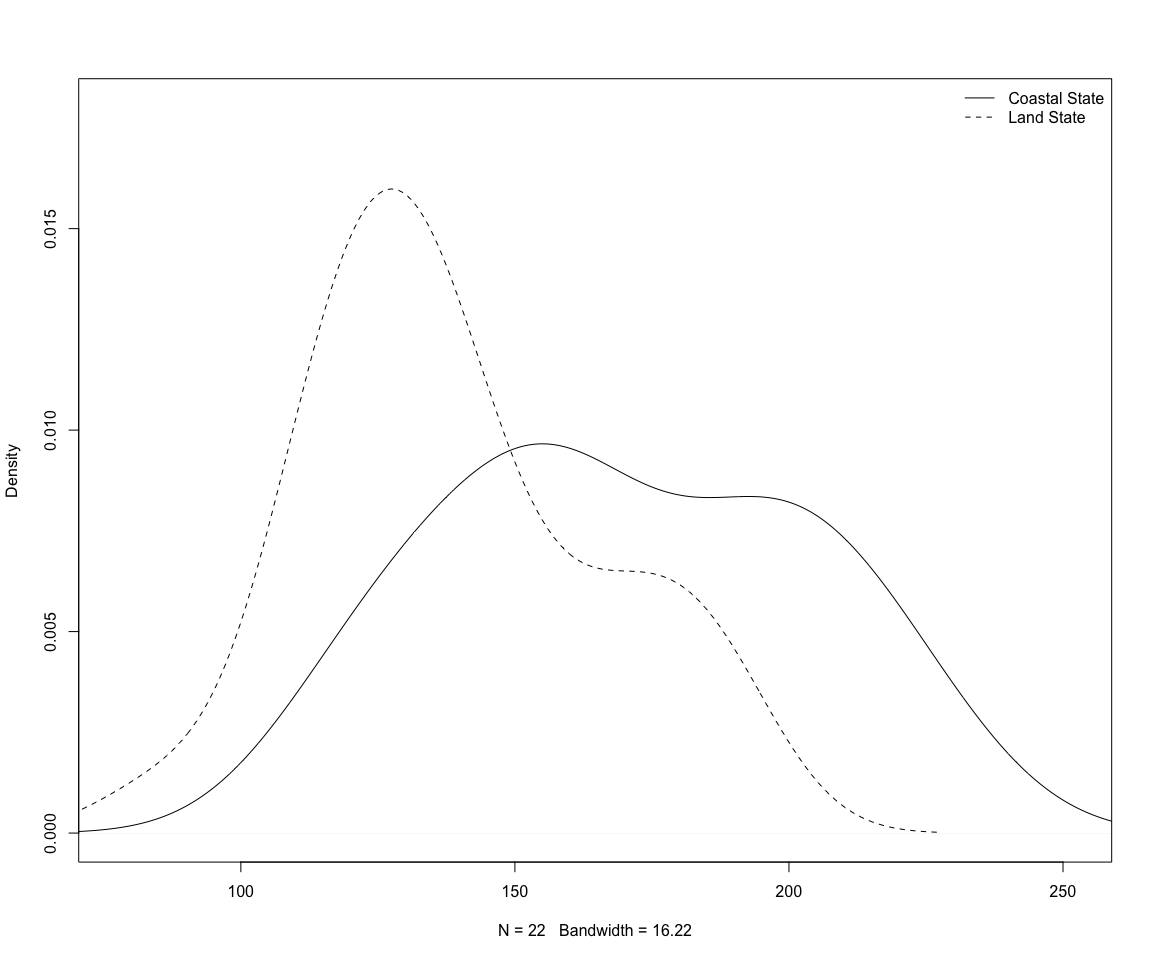 Coastal State
Land State
Density
0.015
0.010
0.005
0.000
100 150 200 250
N = 22 Bandwidth = 16.22